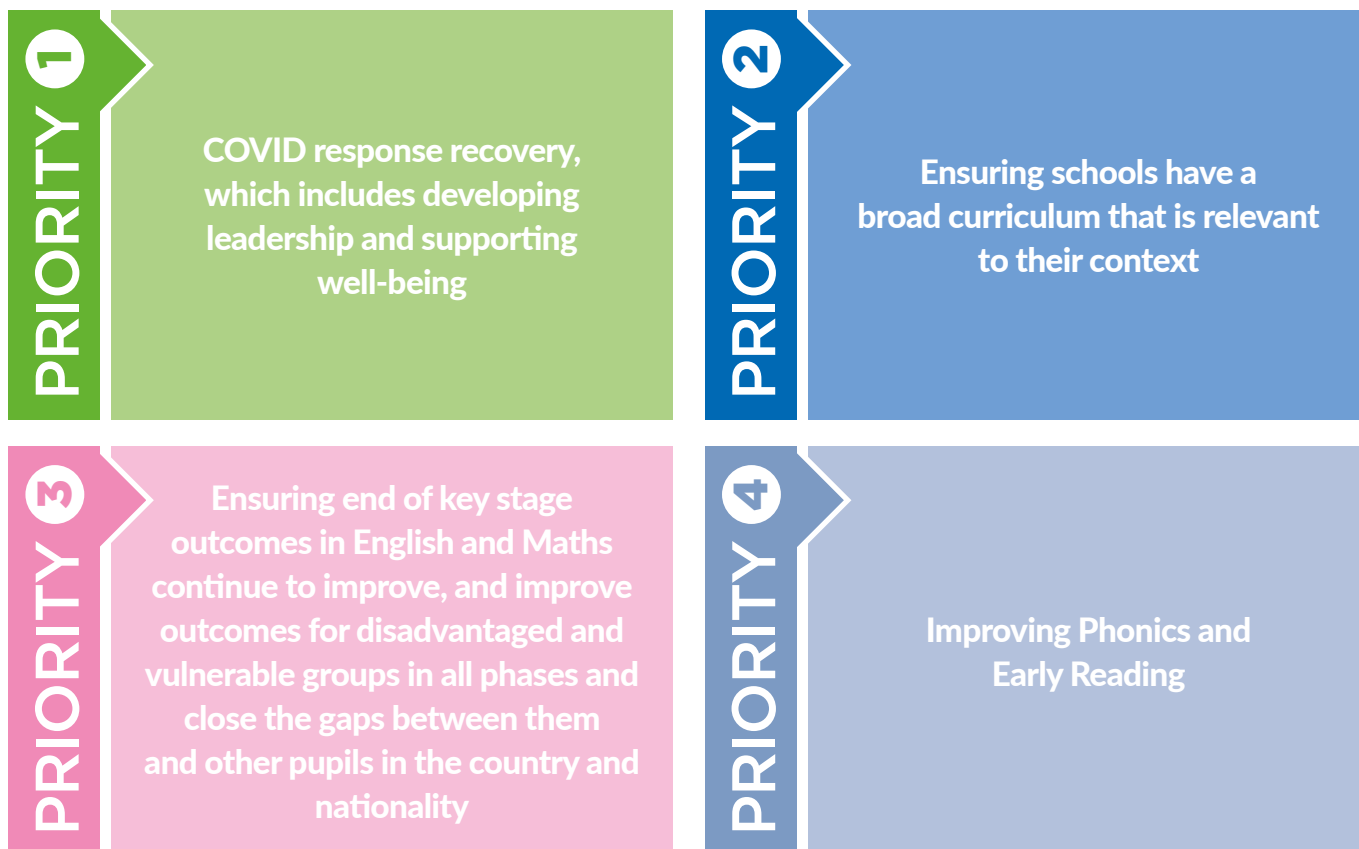 PRIORITY 1
COVID response recovery,
which includes developing
leadership and supporting
well-being
PRIORITY 2
Ensuring schools have a
broad curriculum that is relevant
to their context
PRIORITY 3
Ensuring end of key stage
outcomes in English and Maths
continue to improve, and improve
outcomes for disadvantaged and
vulnerable groups in all phases and
close the gaps between them
and other pupils in the country and
nationality
PRIORITY 4
Improving Phonics and
Early Reading